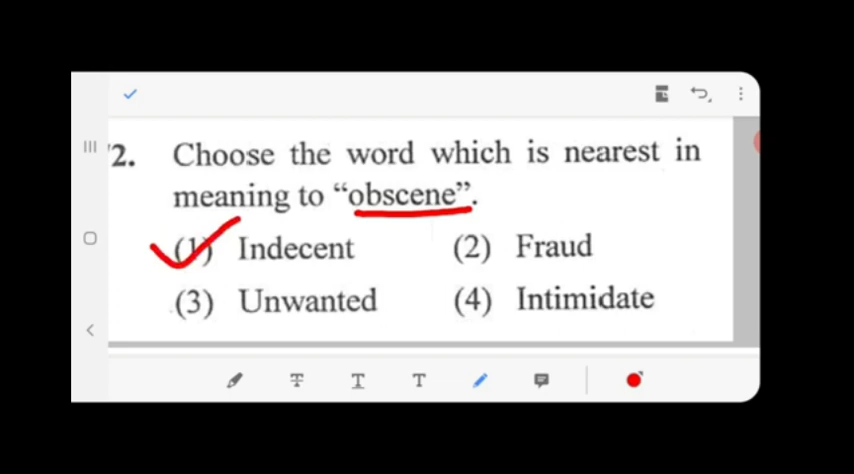 2. Choose the word which is nearest in
meaning to “obscene”.
(1) Indecent (2) Fraud
(3) Unwanted (4) Intimidate
T T T